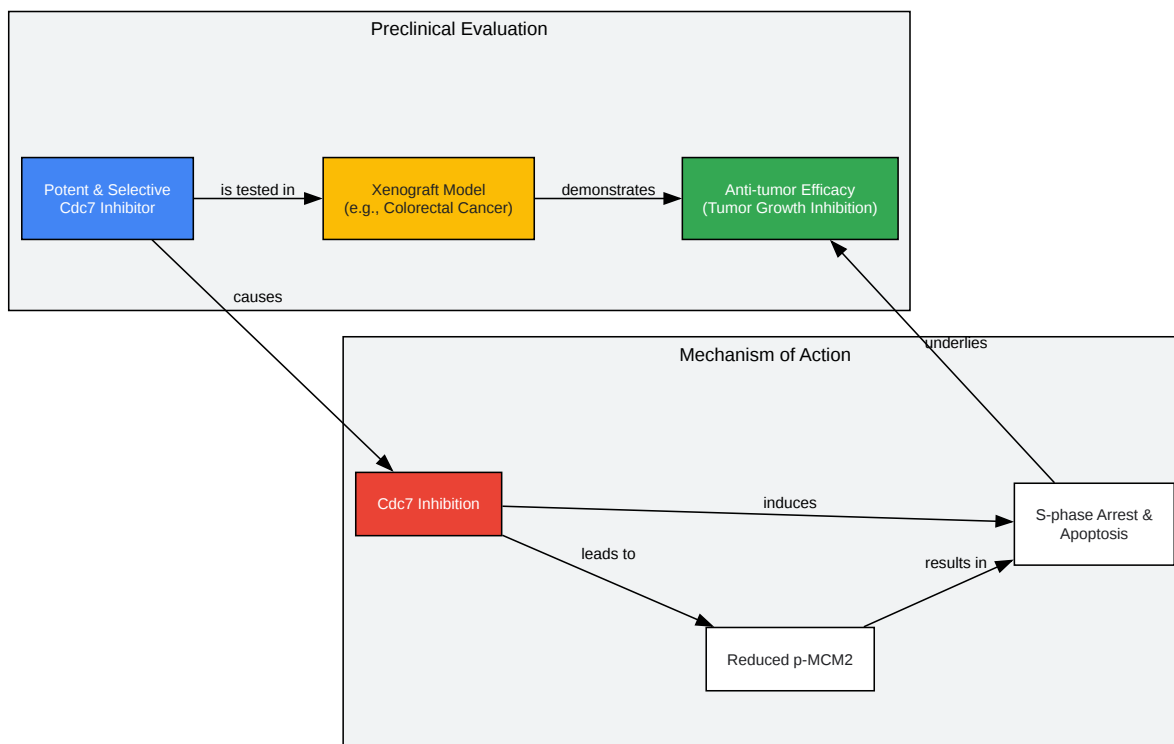 Preclinical Evaluation
Potent & Selective
Cdc7 Inhibitor
is tested in
Xenograft Model
(e.g., Colorectal Cancer)
demonstrates
Anti-tumor Efficacy
(Tumor Growth Inhibition)
causes
underlies
Mechanism of Action
Cdc7 Inhibition
induces
S-phase Arrest &
Apoptosis
leads to
results in
Reduced p-MCM2